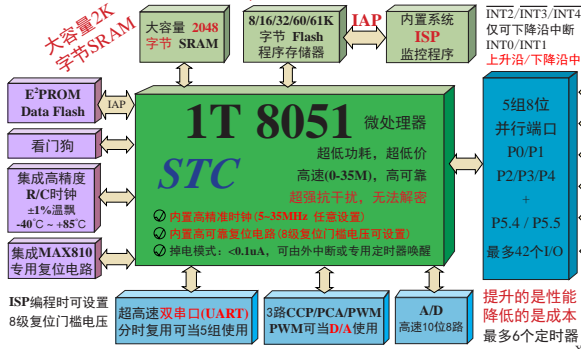 大容量2K
字节SRAM
大容量 2048
字节 SRAM
8/16/32/60/61K
字节 Flash
程序存储器
IAP
内置系统
ISP
监控程序
INT2/INT3/INT4
仅可下降沿中断
INT0/INT1
上升沿/下降沿中
E²PROM
Data Flash
IAP
看门狗
集成高精度
R/C时钟
±1%温飘
-40℃ ~ +85℃
集成MAX810
专用复位电路
ISP编程时可设置
8级复位门槛电压
1T 8051 微处理器
STC
超低功耗，超低价
高速(0-35M)，高可靠
超强抗干扰，无法解密
内置高精准时钟(5~35MHz 任意设置)
内置高可靠复位电路(8级复位门槛电压可设置)
掉电模式：<0.1uA，可由外中断或专用定时器唤醒
5组8位
并行端口
P0/P1
P2/P3/P4
+
P5.4 / P5.5
最多42个I/O
超高速双串口(UART)
分时复用可当5组使用
3路CCP/PCA/PWM
PWM可当D/A使用
A/D
高速10位8路
提升的是性能
降低的是成本
最多6个定时器